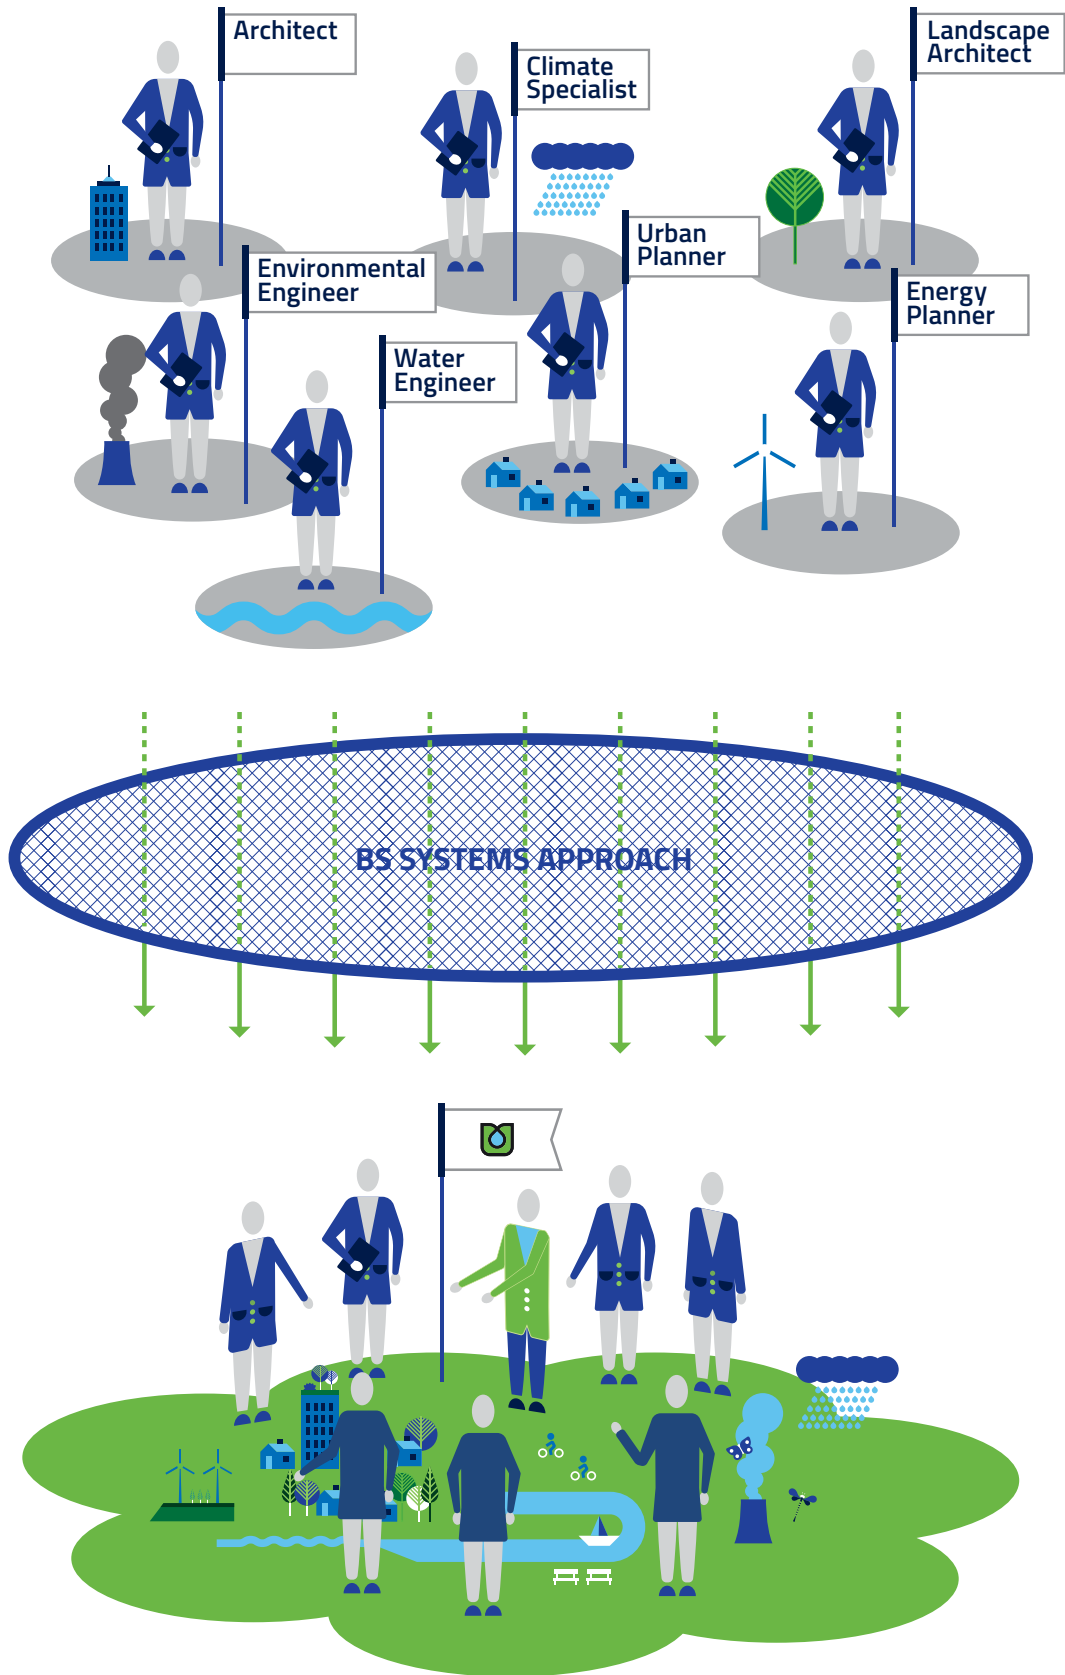 Architect
Climate
Specialist
Landscape
Architect
Environmental
Engineer
Urban
Planner
Energy
Planner
Water
Engineer
BS SYSTEMS APPROACH